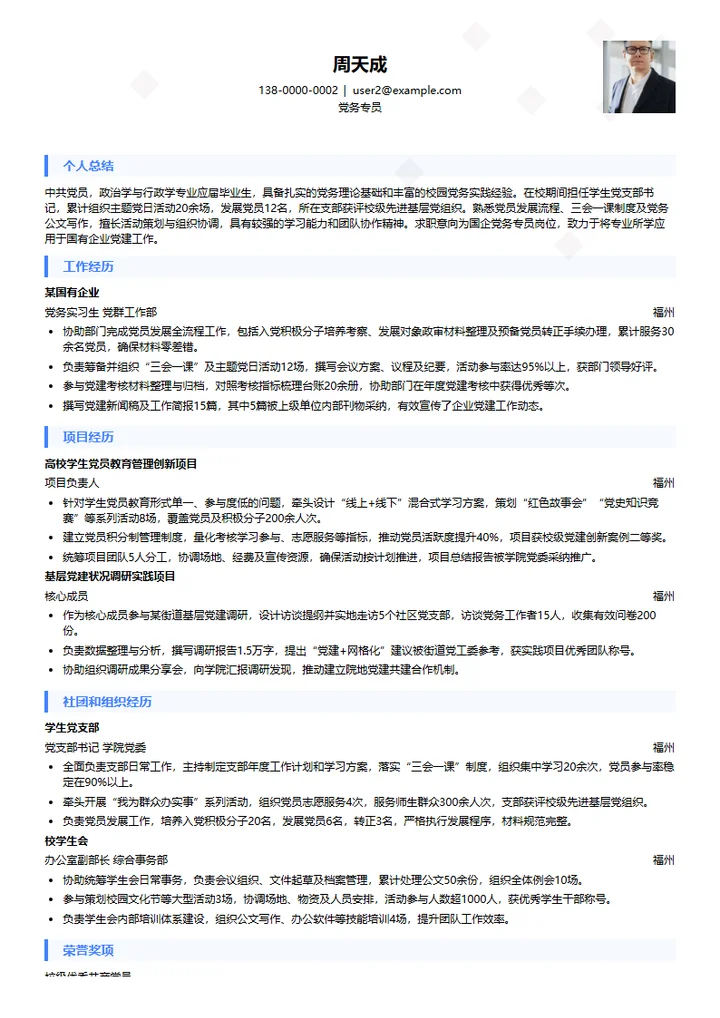 周天成
138-0000-0002 | user2@example.com
党务专员
个人总结
中共党员，政治学与行政学专业应届毕业生，具备扎实的党务理论基础和丰富的校园党务实践经验。在校期间担任学生党支部书
记，累计组织主题党日活动20余场，发展党员12名，所在支部获评校级先进基层党组织。熟悉党员发展流程、三会一课制度及党务
公文写作，擅长活动策划与组织协调，具有较强的学习能力和团队协作精神。求职意向为国企党务专员岗位，致力于将专业所学应
用于国有企业党建工作。
工作经历
某国有企业
党务实习生 党群工作部 福州
• 协助部门完成党员发展全流程工作，包括入党积极分子培养考察、发展对象政审材料整理及预备党员转正手续办理，累计服务30
余名党员，确保材料零差错。
• 负责筹备并组织“三会一课”及主题党日活动12场，撰写会议方案、议程及纪要，活动参与率达95%以上，获部门领导好评。
• 参与党建考核材料整理与归档，对照考核指标梳理台账20余册，协助部门在年度党建考核中获得优秀等次。
• 撰写党建新闻稿及工作简报15篇，其中5篇被上级单位内部刊物采纳，有效宣传了企业党建工作动态。
项目经历
高校学生党员教育管理创新项目
项目负责人 福州
• 针对学生党员教育形式单一、参与度低的问题，牵头设计“线上+线下”混合式学习方案，策划“红色故事会”“党史知识竞
赛”等系列活动8场，覆盖党员及积极分子200余人次。
• 建立党员积分制管理制度，量化考核学习参与、志愿服务等指标，推动党员活跃度提升40%，项目获校级党建创新案例二等奖。
• 统筹项目团队5人分工，协调场地、经费及宣传资源，确保活动按计划推进，项目总结报告被学院党委采纳推广。
基层党建状况调研实践项目
核心成员 福州
• 作为核心成员参与某街道基层党建调研，设计访谈提纲并实地走访5个社区党支部，访谈党务工作者15人，收集有效问卷200
份。
• 负责数据整理与分析，撰写调研报告1.5万字，提出“党建+网格化”建议被街道党工委参考，获实践项目优秀团队称号。
• 协助组织调研成果分享会，向学院汇报调研发现，推动建立院地党建共建合作机制。
社团和组织经历
学生党支部
党支部书记 学院党委 福州
• 全面负责支部日常工作，主持制定支部年度工作计划和学习方案，落实“三会一课”制度，组织集中学习20余次，党员参与率稳
定在90%以上。
• 牵头开展“我为群众办实事”系列活动，组织党员志愿服务4次，服务师生群众300余人次，支部获评校级先进基层党组织。
• 负责党员发展工作，培养入党积极分子20名，发展党员6名，转正3名，严格执行发展程序，材料规范完整。
校学生会
办公室副部长 综合事务部 福州
• 协助统筹学生会日常事务，负责会议组织、文件起草及档案管理，累计处理公文50余份，组织全体例会10场。
• 参与策划校园文化节等大型活动3场，协调场地、物资及人员安排，活动参与人数超1000人，获优秀学生干部称号。
• 负责学生会内部培训体系建设，组织公文写作、办公软件等技能培训4场，提升团队工作效率。
荣誉奖项
校级优秀共产党员